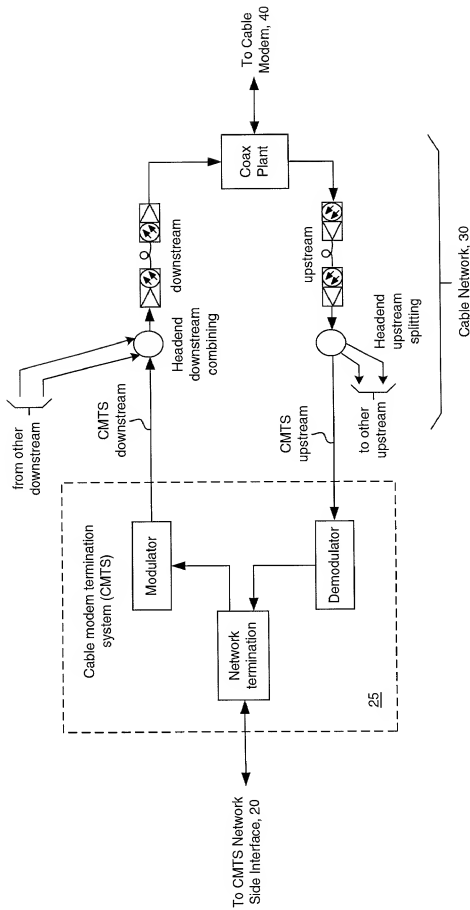 To CMTS Network
Side Interface, 20
Cable modem termination
system (CMTS)
Network
termination
25
Modulator
Demodulator
from other
downstream
CMTS
downstream
CMTS
upstream
Headend
downstream
combining
to other
upstream
Headend
upstream
splitting
downstream
upstream
Coax
Plant
To Cable
Modem, 40
Cable Network, 30